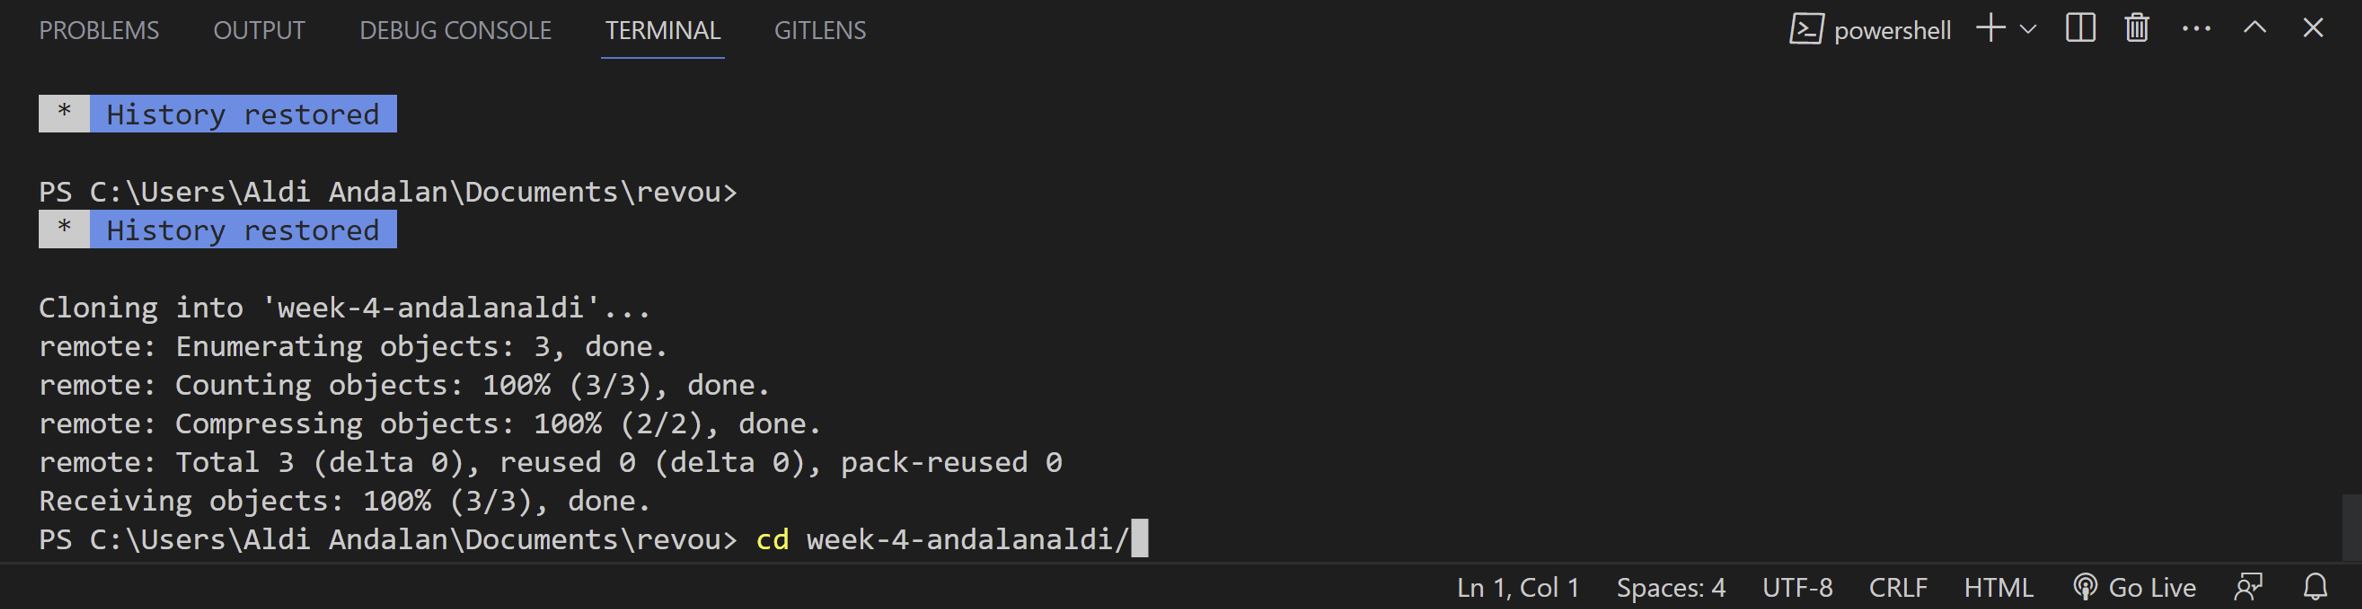 PROBLEMS OUTPUT DEBUG CONSOLE TERMINAL GITLENS powershell
* History restored
PS C:\Users\Aldi Andalan\Documents\revou>
* History restored
Cloning into 'week-4-andalanaldi'...
remote: Enumerating objects: 3, done.
remote: Counting objects: 100% (3/3), done.
remote: Compressing objects: 100% (2/2), done.
remote: Total 3 (delta 0), reused 0 (delta 0), pack-reused 0
Receiving objects: 100% (3/3), done.
PS C:\Users\Aldi Andalan\Documents\revou> cd week-4-andalanaldi/
Ln 1, Col 1 Spaces: 4 UTF-8 CRLF HTML Go Live